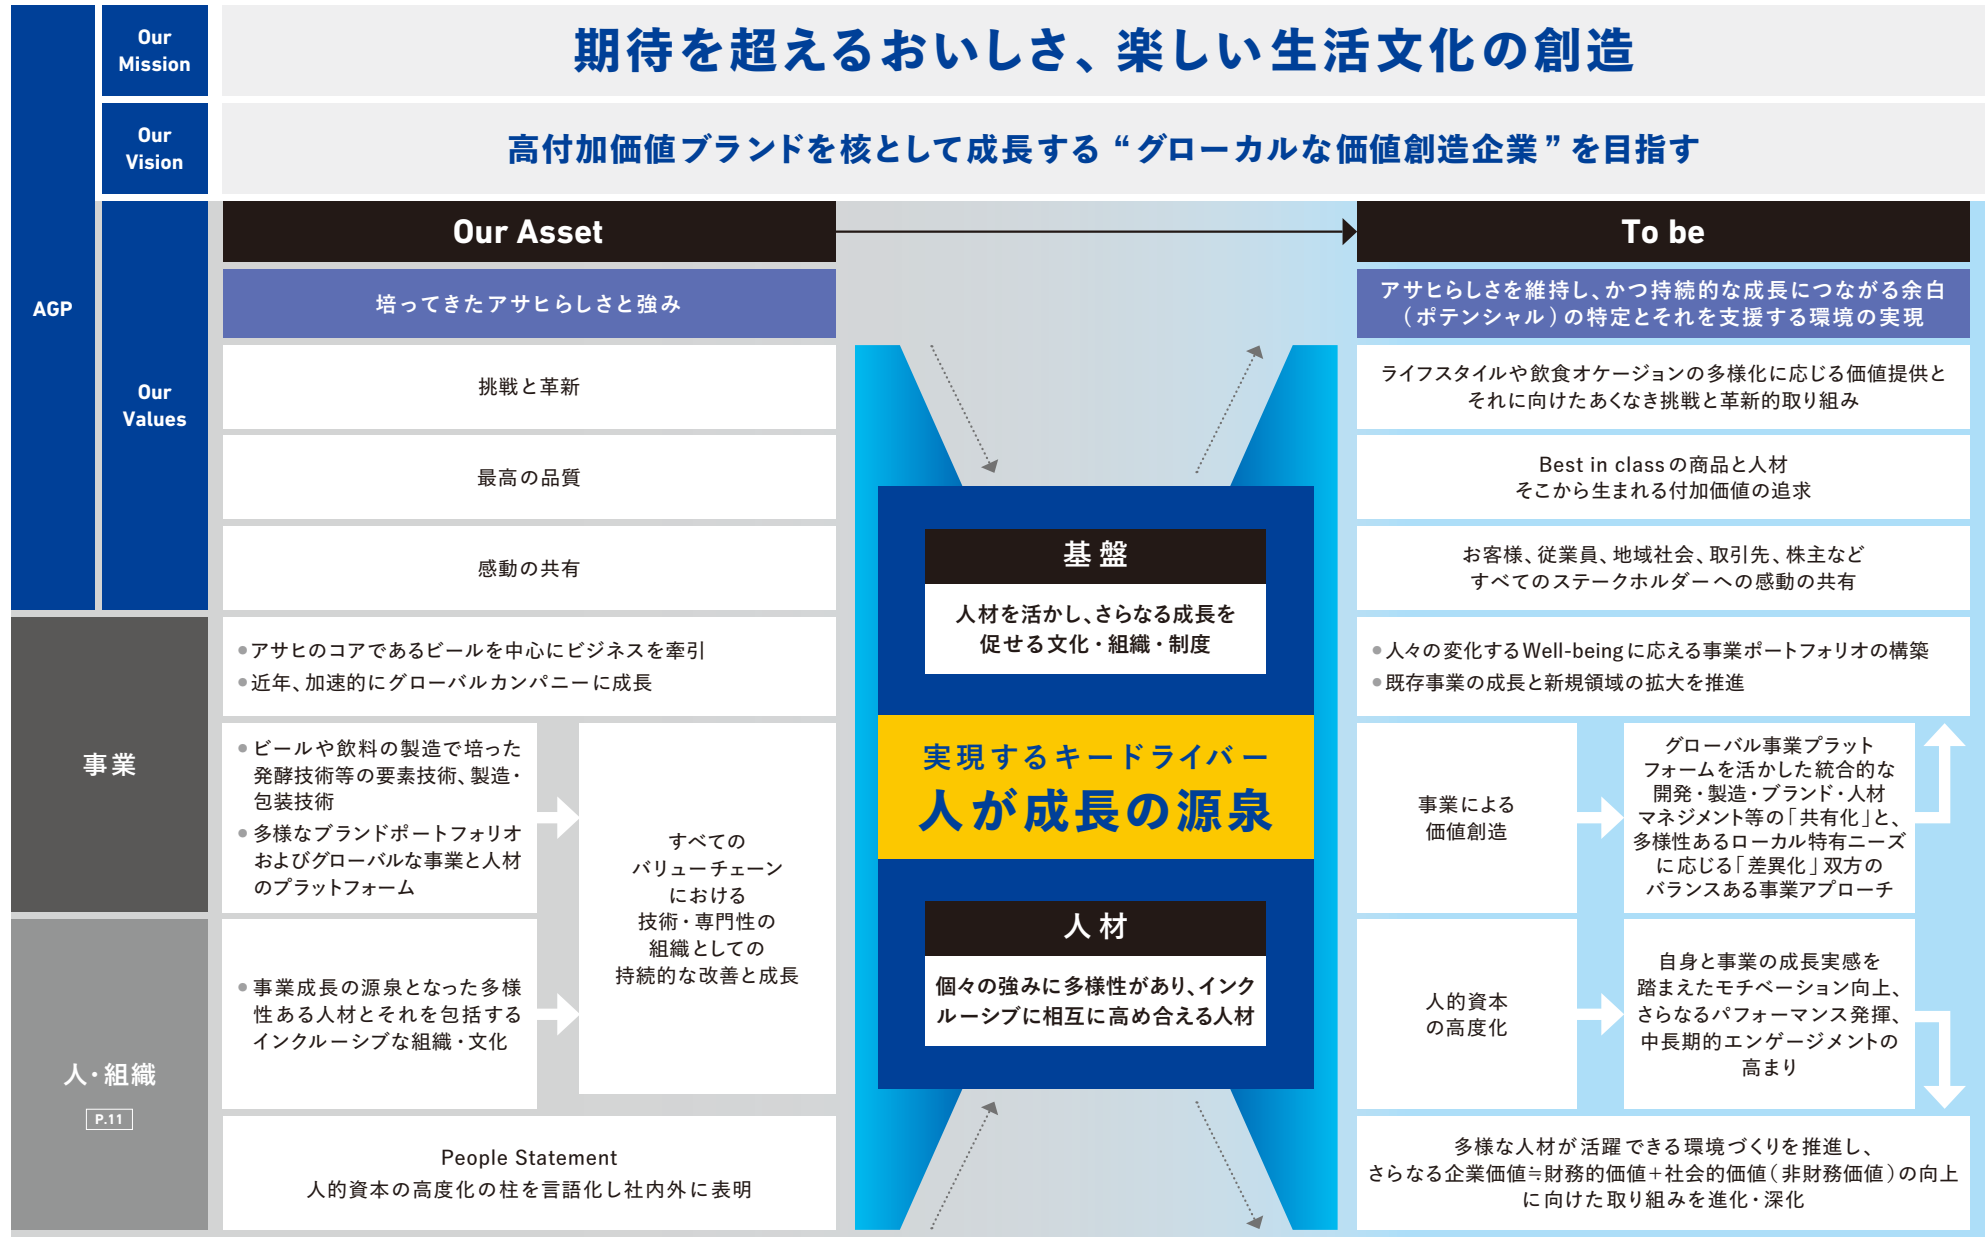 AGP
Our
Mission
期待を超えるおいしさ、楽しい生活文化の創造
Our
Vision
高付加価値ブランドを核として成長する“グローカルな価値創造企業”を目指す
Our
Values
Our Asset
培ってきたアサヒらしさと強み
挑戦と革新
最高の品質
感動の共有
事業
●アサヒのコアであるビールを中心にビジネスを牽引
●近年、加速的にグローバルカンパニーに成長
●ビールや飲料の製造で培った
発酵技術等の要素技術、製造・
包装技術
●多様なブランドポートフォリオ
およびグローバルな事業と人材
のプラットフォーム
人・組織
P.11
●事業成長の源泉となった多様
性ある人材とそれを包括する
インクルーシブな組織・文化
すべての
バリューチェーン
における
技術・専門性の
組織としての
持続的な改善と成長
People Statement
人的資本の高度化の柱を言語化し社内外に表明
基盤
人材を活かし、さらなる成長を
促せる文化・組織・制度
実現するキードライバー
人が成長の源泉
人材
個々の強みに多様性があり、インク
ルーシブに相互に高め合える人材
To be
アサヒらしさを維持し、かつ持続的な成長につながる余白
（ポテンシャル）の特定とそれを支援する環境の実現
ライフスタイルや飲食オケージョンの多様化に応じる価値提供と
それに向けたあくなき挑戦と革新的取り組み
Best in classの商品と人材
そこから生まれる付加価値の追求
お客様、従業員、地域社会、取引先、株主など
すべてのステークホルダーへの感動の共有
●人々の変化するWell-beingに応える事業ポートフォリオの構築
●既存事業の成長と新規領域の拡大を推進
事業による
価値創造
グローバル事業プラット
フォームを活かした統合的な
開発・製造・ブランド・人材
マネジメント等の「共有化」と、
多様性あるローカル特有ニーズ
に応じる「差異化」双方の
バランスある事業アプローチ
人的資本
の高度化
自身と事業の成長実感を
踏まえたモチベーション向上、
さらなるパフォーマンス発揮、
中長期的エンゲージメントの
高まり
多様な人材が活躍できる環境づくりを推進し、
さらなる企業価値≒財務的価値＋社会的価値（非財務価値）の向上
に向けた取り組みを進化・深化